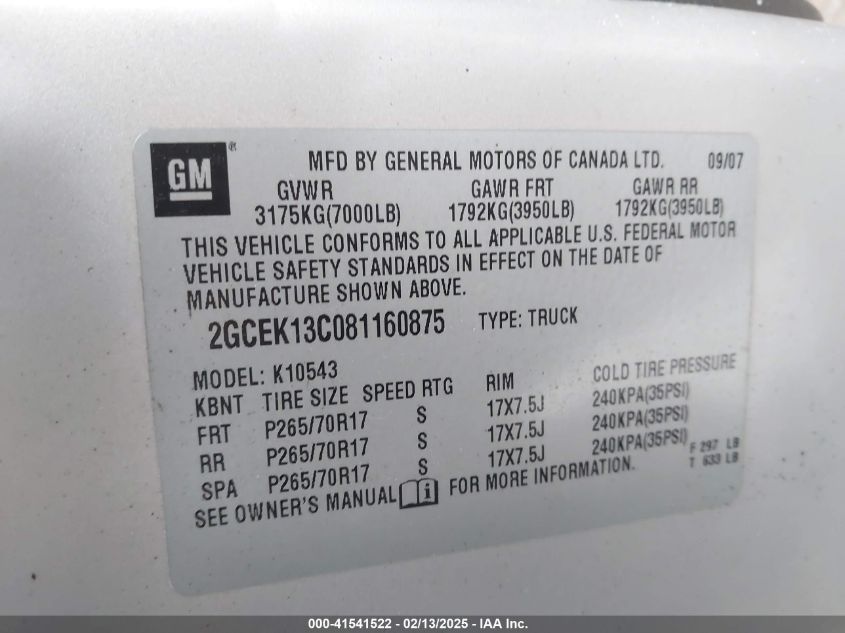 GM®
MFD BY GENERAL MOTORS OF CANADA LTD. 09/07
GVWR GAWR FRT GAWR RR
3175KG(7000LB) 1792KG(3950LB) 1792KG(3950LB)
THIS VEHICLE CONFORMS TO ALL APPLICABLE U.S. FEDERAL MOTOR
VEHICLE SAFETY STANDARDS IN EFFECT ON THE DATE OF
MANUFACTURE SHOWN ABOVE.
2GCEK13C081160875 TYPE: TRUCK
MODEL: K10543
KBNT TIRE SIZE SPEED RTG RIM COLD TIRE PRESSURE
FRT P265/70R17 S 17X7.5J 240KPA(35PSI)
RR P265/70R17 S 17X7.5J 240KPA(35PSI)
SPA P265/70R17 S 17X7.5J 240KPA(35PSI) F 297 LB
T 633 LB
SEE OWNER'S MANUAL i FOR MORE INFORMATION.
000-41541522 - 02/13/2025 - IAA Inc.